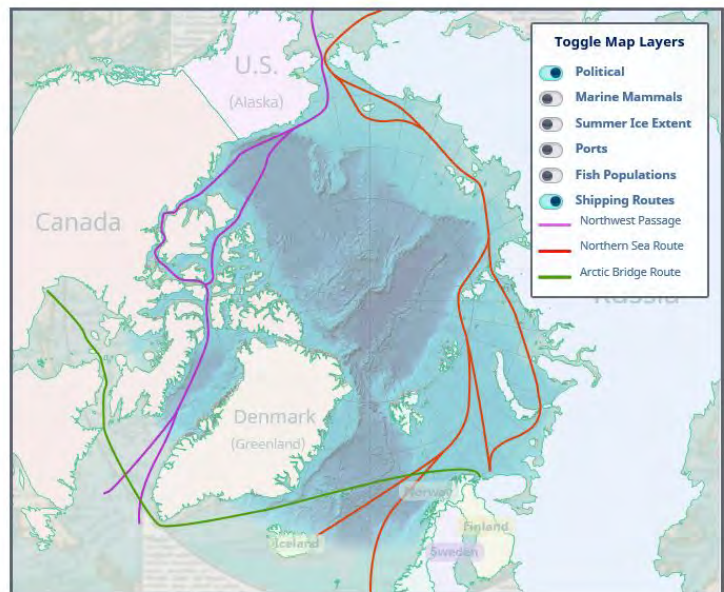 Toggle Map Layers
Political
Marine Mammals
Summer Ice Extent
Ports
Fish Populations
Shipping Routes
Northwest Passage
Northern Sea Route
Arctic Bridge Route
U.S.
(Alaska)
Canada
Russia
Denmark
(Greenland)
Norway
Iceland
Finland
Sweden